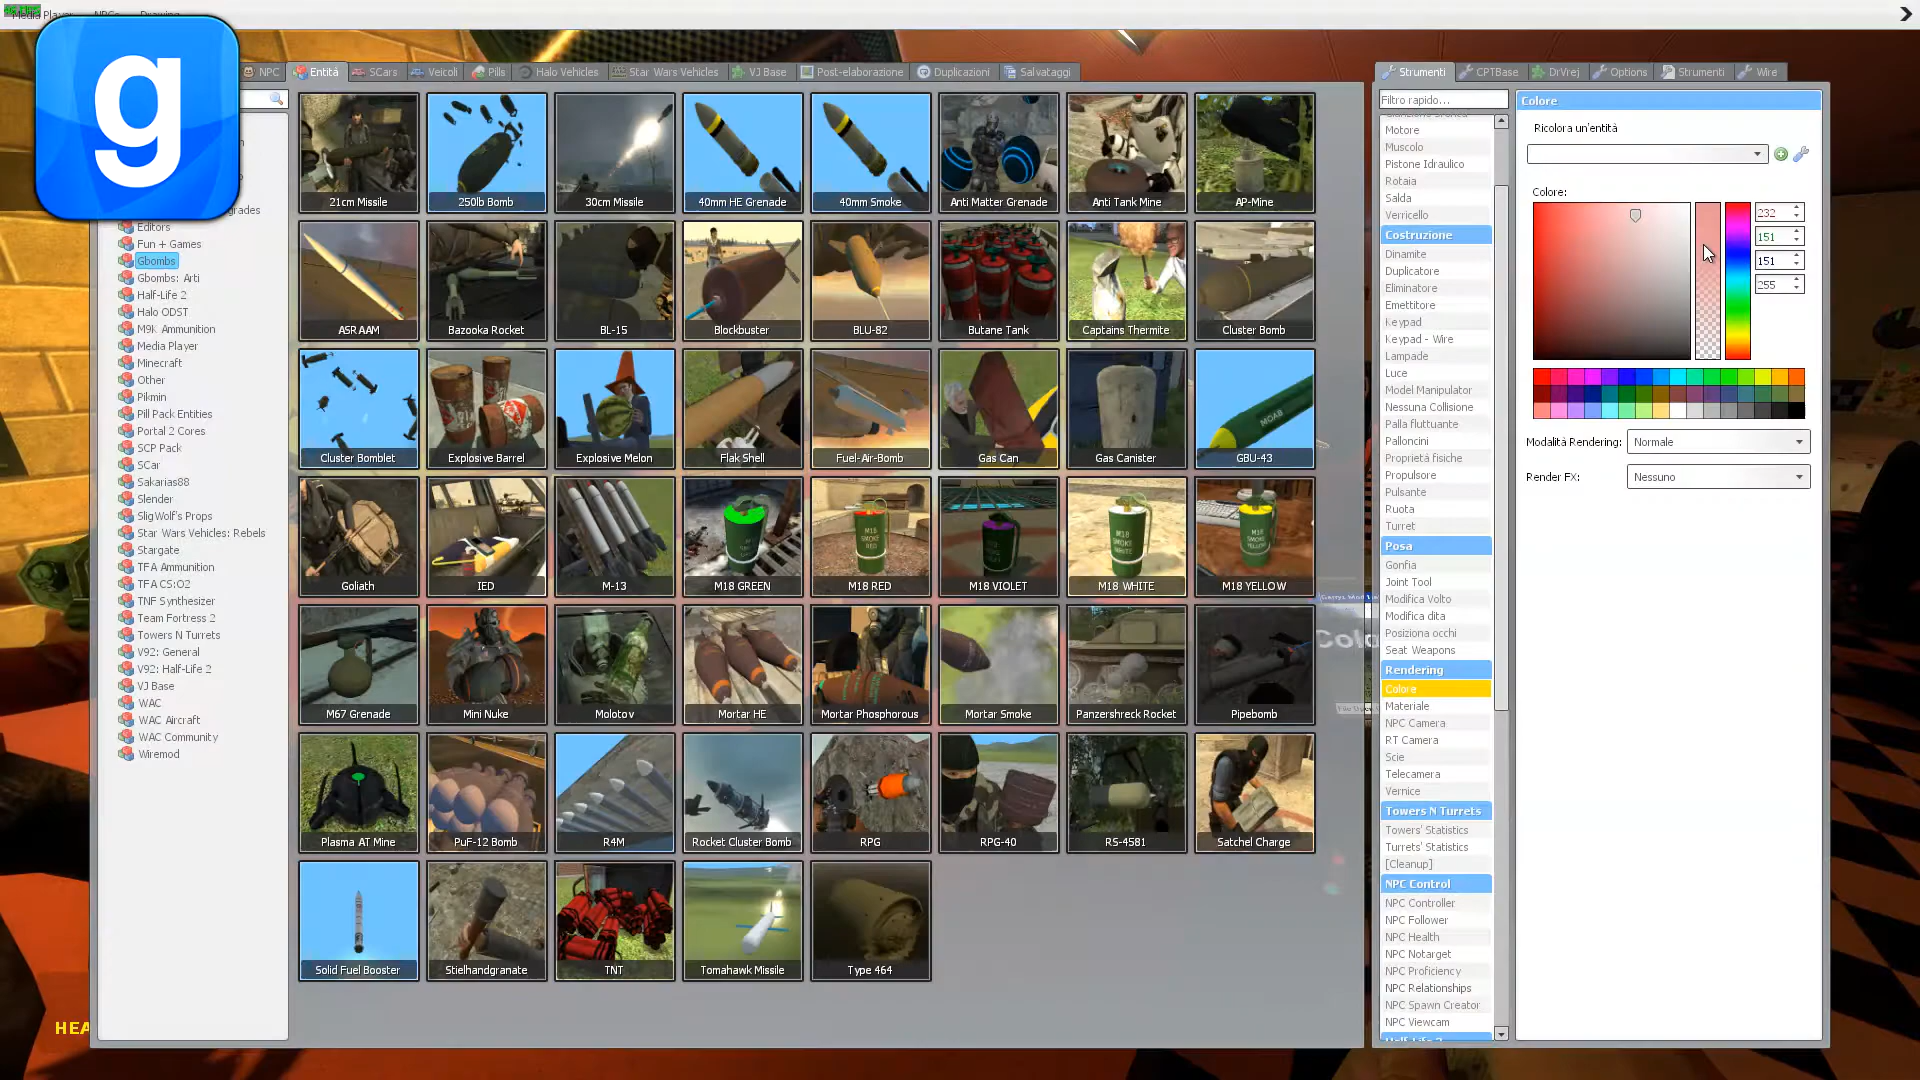 Media Player NPCs Drawing
g
NPC Entità SCars Veicoli Pills Halo Vehicles Star Wars Vehicles VJ Base Post-elaborazione Duplicazioni Salvataggi
grades
Editors
Fun + Games
Gbombs
Gbombs: Arti
Half-Life 2
Halo ODST
M9K Ammunition
Media Player
Minecraft
Other
Pikmin
Pill Pack Entities
Portal 2 Cores
SCP Pack
SCar
Sakarias88
Slender
SligWolf's Props
Star Wars Vehicles: Rebels
Stargate
TFA Ammunition
TFA CS:O2
TNF Synthesizer
Team Fortress 2
Towers N Turrets
V92: General
V92: Half-Life 2
VJ Base
WAC
WAC Aircraft
WAC Community
Wiremod
21cm Missile 250lb Bomb 30cm Missile 40mm HE Grenade 40mm Smoke Anti Matter Grenade Anti Tank Mine AP-Mine
ASRAAM Bazooka Rocket BL-15 Blockbuster BLU-82 Butane Tank Captains Thermite Cluster Bomb
MOAB
Cluster Bomblet Explosive Barrel Explosive Melon Flak Shell Fuel-Air-Bomb Gas Can Gas Canister GBU-43
Goliath IED M-13 M18 GREEN M18 RED M18 VIOLET M18 WHITE M18 YELLOW
M67 Grenade Mini Nuke Molotov Mortar HE Mortar Phosphorous Mortar Smoke Panzershreck Rocket Pipebomb
Plasma AT Mine PuF-12 Bomb R4M Rocket Cluster Bomb RPG RPG-40 RS-4581 Satchel Charge
Solid Fuel Booster Stielhandgranate TNT Tomahawk Missile Type 464
HEA
Strumenti CPTBase DrVrej Options Strumenti Wire
Filtro rapido...
Motore
Muscolo
Pistone Idraulico
Rotaia
Salda
Verricello
Costruzione
Dinamite
Duplicatore
Eliminatore
Emettitore
Keypad
Keypad - Wire
Lampade
Luce
Model Manipulator
Nessuna Collisione
Palla fluttuante
Palloncini
Proprietà fisiche
Propulsore
Pulsante
Ruota
Turret
Posa
Gonfia
Joint Tool
Modifica Volto
Modifica dita
Posiziona occhi
Seat Weapons
Rendering
Colore
Materiale
NPC Camera
RT Camera
Scie
Telecamera
Vernice
Towers N Turrets
Towers' Statistics
Turrets' Statistics
[Cleanup]
NPC Control
NPC Controller
NPC Follower
NPC Health
NPC Notarget
NPC Proficiency
NPC Relationships
NPC Spawn Creator
NPC Viewcam
Half-Life 2
Colore
Ricolora un'entità
Colore:
232
151
151
255
Modalità Rendering: Normale
Render FX: Nessuno